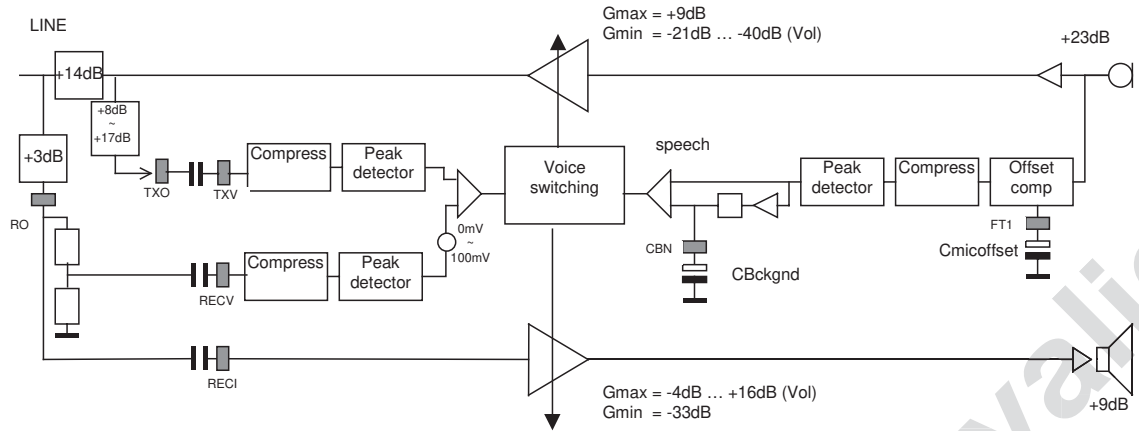 LINE
Gmax = +9dB
Gmin = -21dB … -40dB (Vol)
+23dB
+14dB
+8dB
~
+17dB
+3dB
TXO
TXV
Compress
Peak
detector
Voice
switching
speech
Peak
detector
Compress
Offset
comp
RO
0mV
~
100mV
CBN
CBckgnd
FT1
Cmicoffset
RECV
Compress
Peak
detector
RECI
Gmax = -4dB … +16dB (Vol)
Gmin = -33dB
+9dB